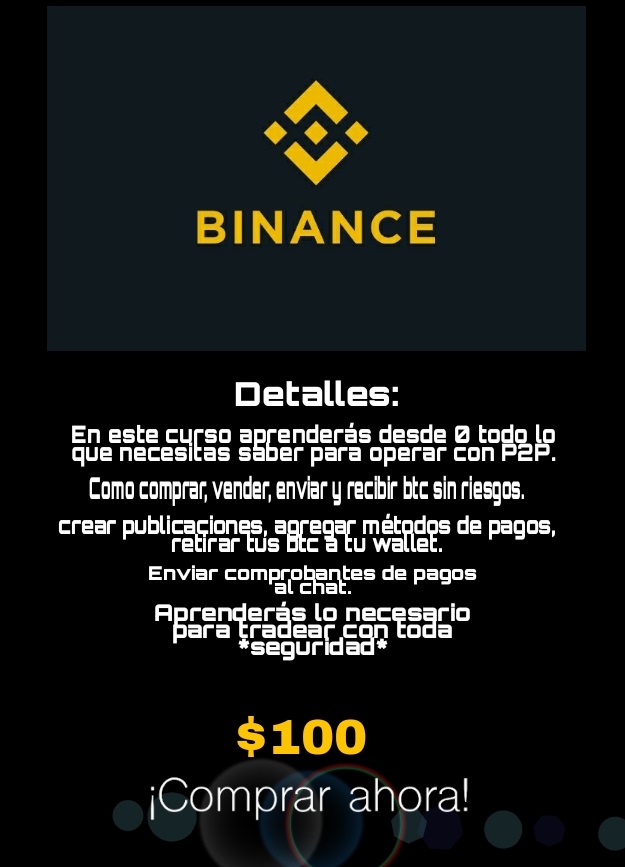 BINANCE
Detalles:
En este curso aprenderás desde 0 todo lo
que necesitas saber para operar con P2P.
Como comprar, vender, enviar y recibir btc sin riesgos.
crear publicaciones, agregar métodos de pagos,
retirar tus btc a tu wallet.
Enviar comprobantes de pagos
al chat.
Aprenderás lo necesario
para tradear con toda
*seguridad*
$100
¡Comprar ahora!